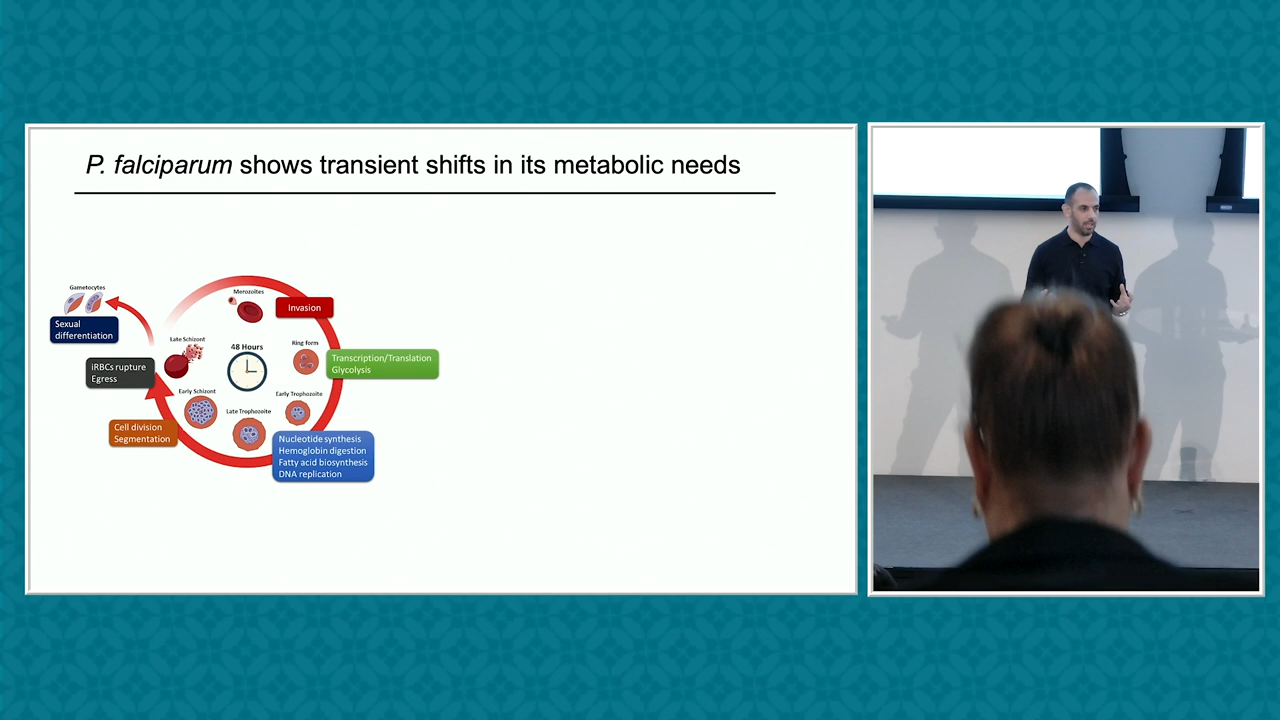 P. falciparum shows transient shifts in its metabolic needs
Gametocytes
Sexual
differentiation
Merozoites
Invasion
Late Schizont
48 Hours
Ring form
Transcription/Translation
Glycolysis
iRBCs rupture
Egress
Early Schizont
Early Trophozoite
Late Trophozoite
Cell division
Segmentation
Nucleotide synthesis
Hemoglobin digestion
Fatty acid biosynthesis
DNA replication